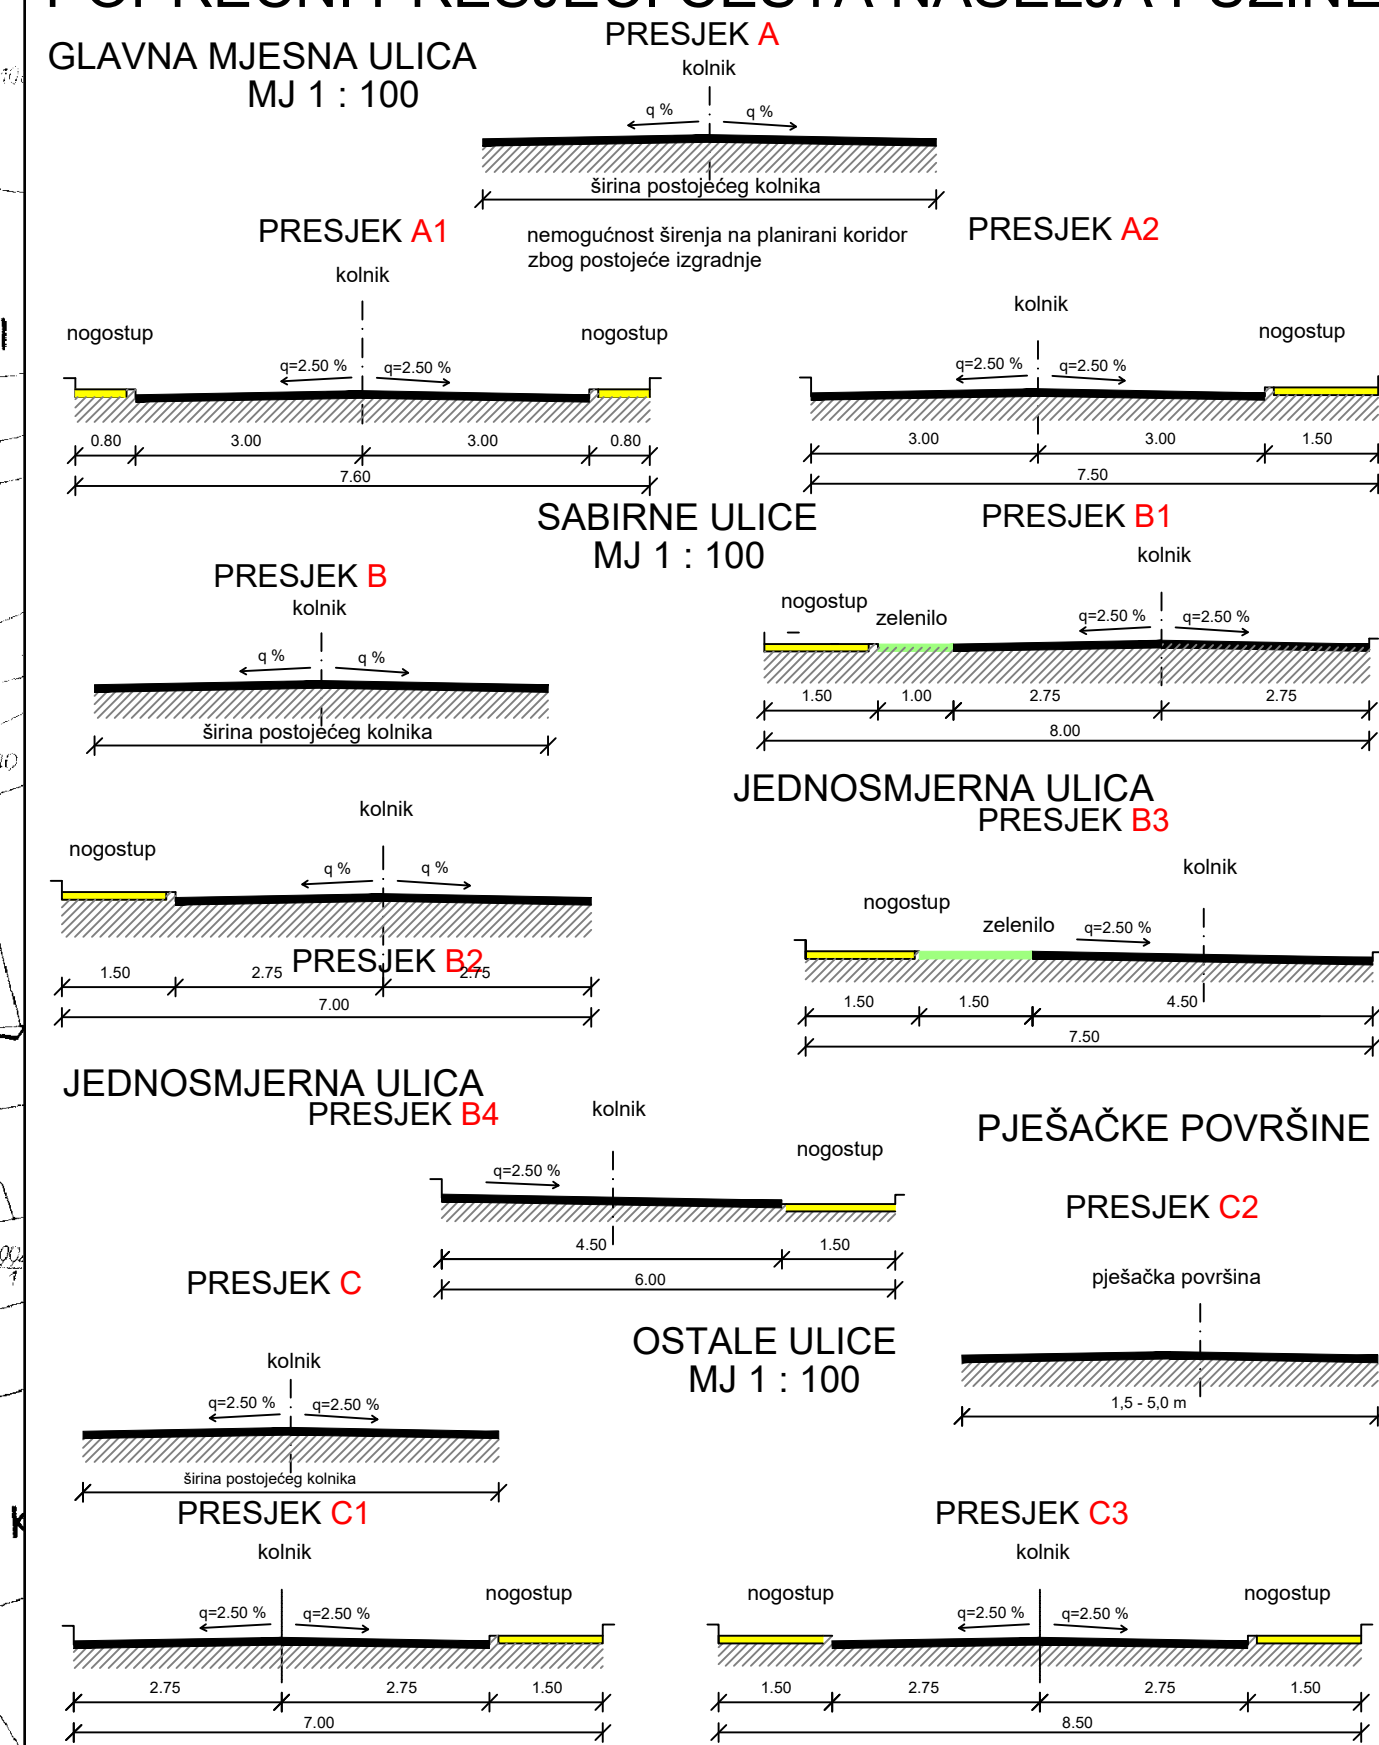 GLAVNA MJESNA ULICA
MJ 1 : 100
PRESJEK A
kolnik
q %
q %
širina postojećeg kolnika
nemogućnost širenja na planirani koridor
zbog postojeće izgradnje
PRESJEK A1
kolnik
nogostup
nogostup
q=2.50 %
q=2.50 %
0.80
3.00
3.00
0.80
7.60
PRESJEK A2
kolnik
nogostup
q=2.50 %
q=2.50 %
3.00
3.00
1.50
7.50
SABIRNE ULICE
MJ 1 : 100
PRESJEK B
kolnik
q %
q %
širina postojećeg kolnika
PRESJEK B1
kolnik
nogostup
zelenilo
q=2.50 %
q=2.50 %
1.50
1.00
2.75
2.75
8.00
kolnik
nogostup
q %
q %
PRESJEK B2
1.50
2.75
2.75
7.00
JEDNOSMJERNA ULICA
PRESJEK B3
kolnik
nogostup
zelenilo
q=2.50 %
1.50
1.50
4.50
7.50
JEDNOSMJERNA ULICA
PRESJEK B4
kolnik
nogostup
q=2.50 %
4.50
1.50
6.00
PJEŠAČKE POVRŠINE
PRESJEK C2
pješačka površina
1,5 - 5,0 m
PRESJEK C
OSTALE ULICE
MJ 1 : 100
kolnik
q=2.50 %
q=2.50 %
širina postojećeg kolnika
PRESJEK C1
kolnik
nogostup
q=2.50 %
q=2.50 %
2.75
2.75
1.50
7.00
PRESJEK C3
kolnik
nogostup
nogostup
q=2.50 %
q=2.50 %
1.50
2.75
2.75
1.50
8.50